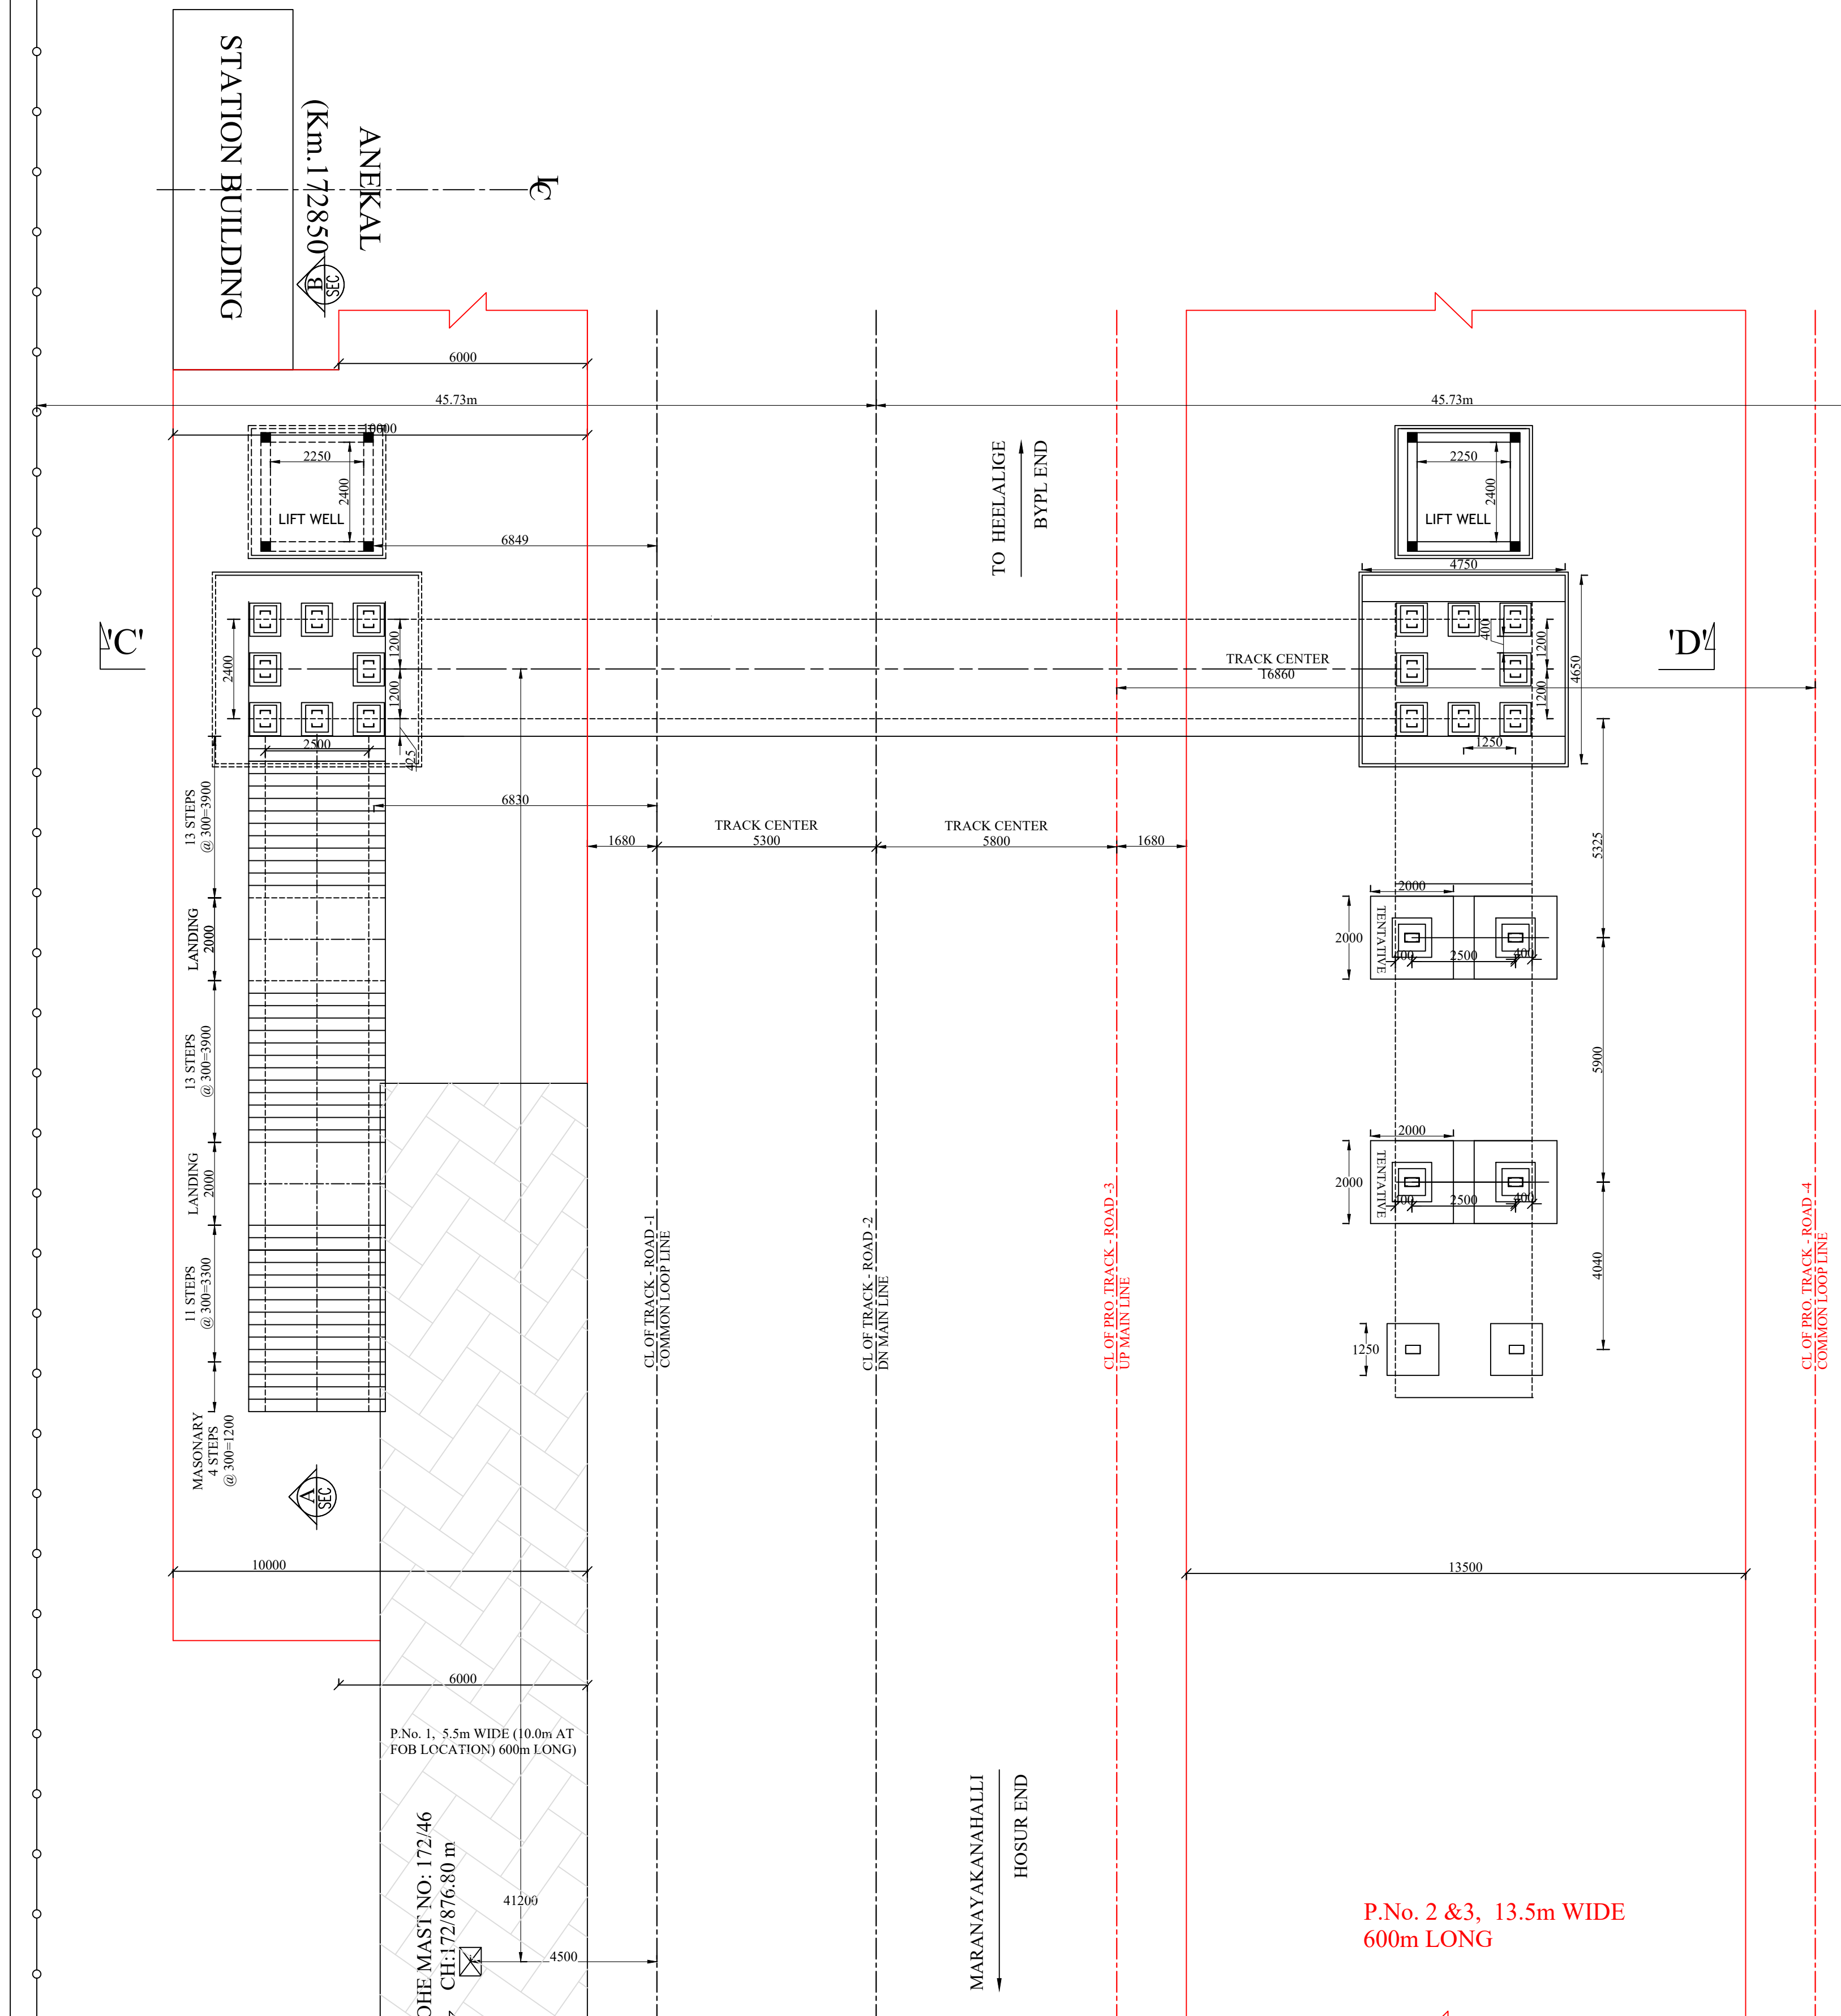 STATION BUILDING
(Km.172850)
ANEKAL
CL
B
SEC
6000
45.73m
45.73m
10000
2250
2400
LIFT WELL
6849
TO HEELALIGE
BYPL END
2250
2400
LIFT WELL
4750
'C'
'D'
2400
1200
1200
2500
425
TRACK CENTER
16860
400
1200
1200
4650
1250
13 STEPS
@ 300=3900
6830
1680
TRACK CENTER
5300
TRACK CENTER
5800
1680
5325
LANDING
2000
2000
2000
TENTATIVE
400
2500
400
13 STEPS
@ 300=3900
5900
LANDING
2000
2000
2000
TENTATIVE
400
2500
400
11 STEPS
@ 300=3300
CL OF TRACK - ROAD -1
COMMON LOOP LINE
CL OF TRACK - ROAD -2
DN MAIN LINE
CL OF PRO .TRACK - ROAD -3
UP MAIN LINE
CL OF PRO. TRACK - ROAD -4
COMMON LOOP LINE
4040
1250
MASONARY
4 STEPS
@ 300=1200
A
SEC
10000
13500
6000
P.No. 1, 5.5m WIDE (10.0m AT
FOB LOCATION) 600m LONG)
MARANAYAKANAHALLI
HOSUR END
OHE MAST NO: 172/46
CH:172/876.80 m
41200
4500
P.No. 2 &3, 13.5m WIDE
600m LONG